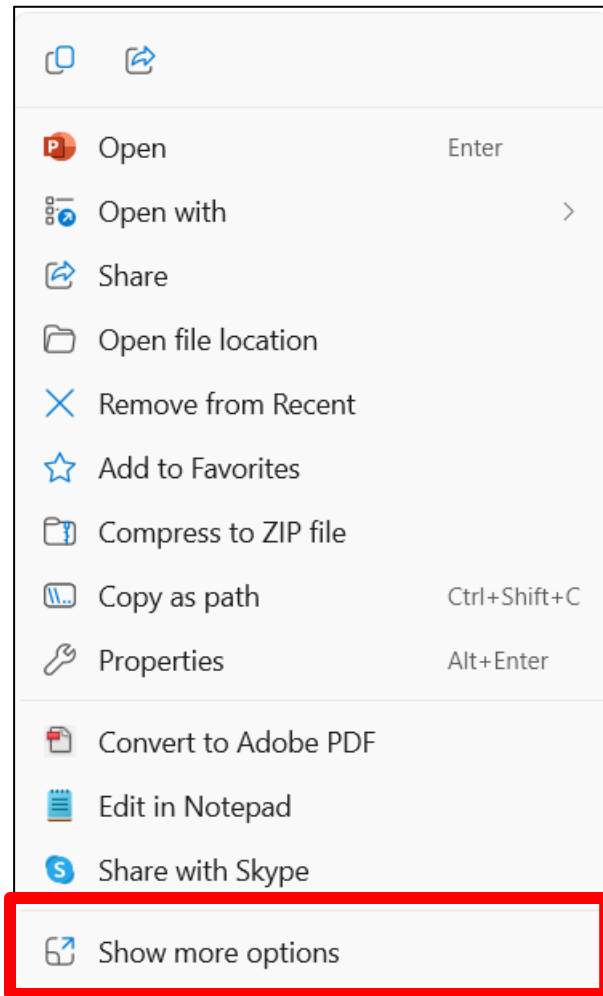 Open Enter
Open with
Share
Open file location
Remove from Recent
Add to Favorites
Compress to ZIP file
Copy as path Ctrl+Shift+C
Properties Alt+Enter
Convert to Adobe PDF
Edit in Notepad
Share with Skype
Show more options